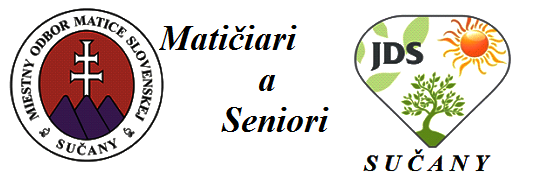 MIESTNY ODBOR MATICE SLOVENSKEJ
SUČANY
Matičiari
a
Seniori
JDS
SUČANY